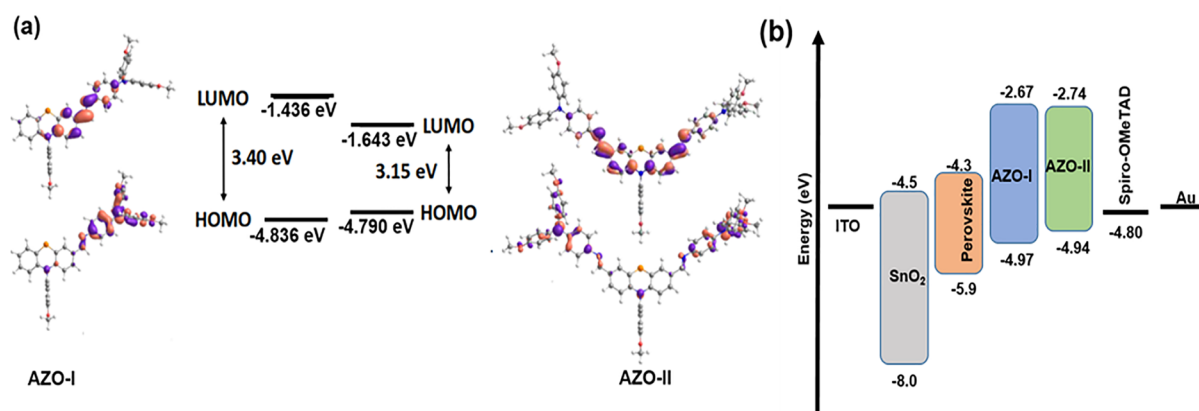 (a)
LUMO
-1.436 eV
3.40 eV
HOMO
-4.836 eV
-1.643 eV
LUMO
3.15 eV
-4.790 eV
HOMO
AZO-I
AZO-II
(b)
Energy (eV)
ITO
-4.5
SnO₂
-8.0
-4.3
Perovskite
-5.9
-2.67
AZO-I
-4.97
-2.74
AZO-II
-4.94
Spiro-OMeTAD
-4.80
Au